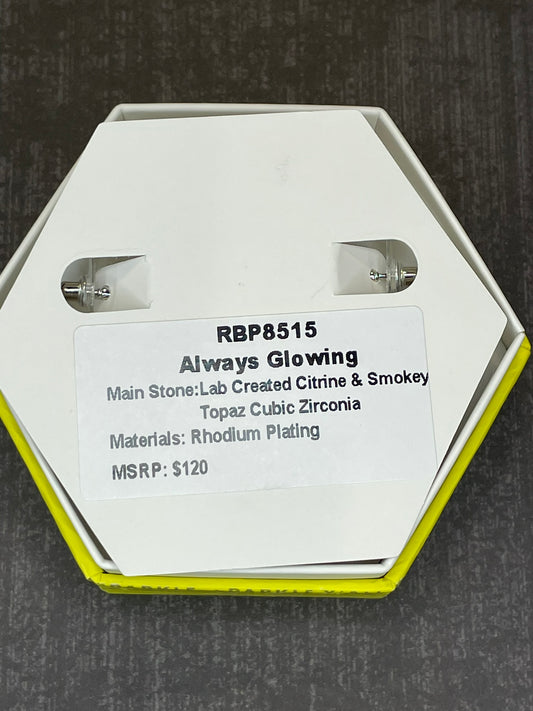 RBP8515
Always Glowing
Main Stone:Lab Created Citrine & Smokey
Topaz Cubic Zirconia
Materials: Rhodium Plating
MSRP: $120